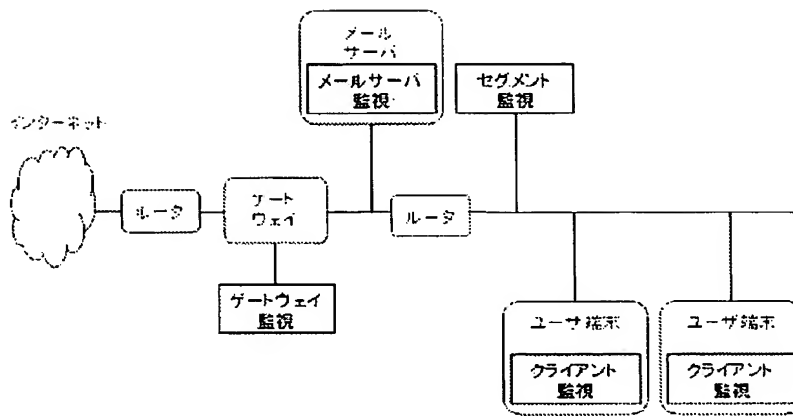 メール
サーバ
メールサーバ
監視
セグメント
監視
インターネット
ルータ
ゲート
ウェイ
ルータ
ゲートウェイ
監視
ユーザ端末
クライアント
監視
ユーザ端末
クライアント
監視